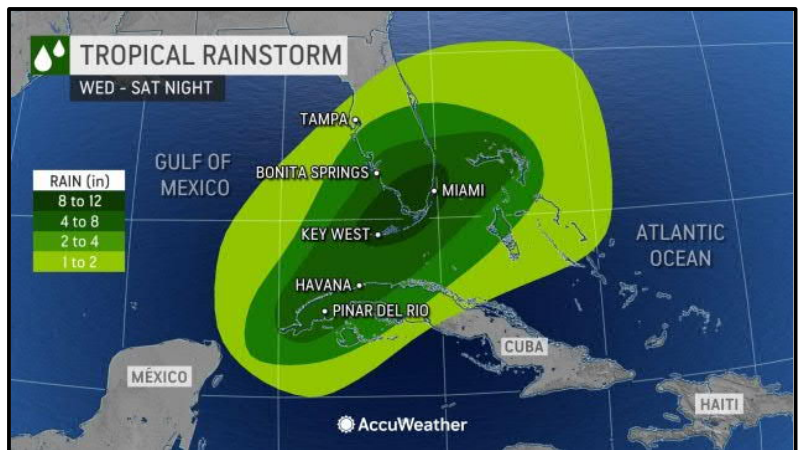 TROPICAL RAINSTORM
WED - SAT NIGHT
TAMPA
GULF OF
MEXICO
BONITA SPRINGS
MIAMI
RAIN (in)
8 to 12
4 to 8
2 to 4
1 to 2
KEY WEST
ATLANTIC
OCEAN
HAVANA
PINAR DEL RIO
CUBA
MÉXICO
HAITI
AccuWeather